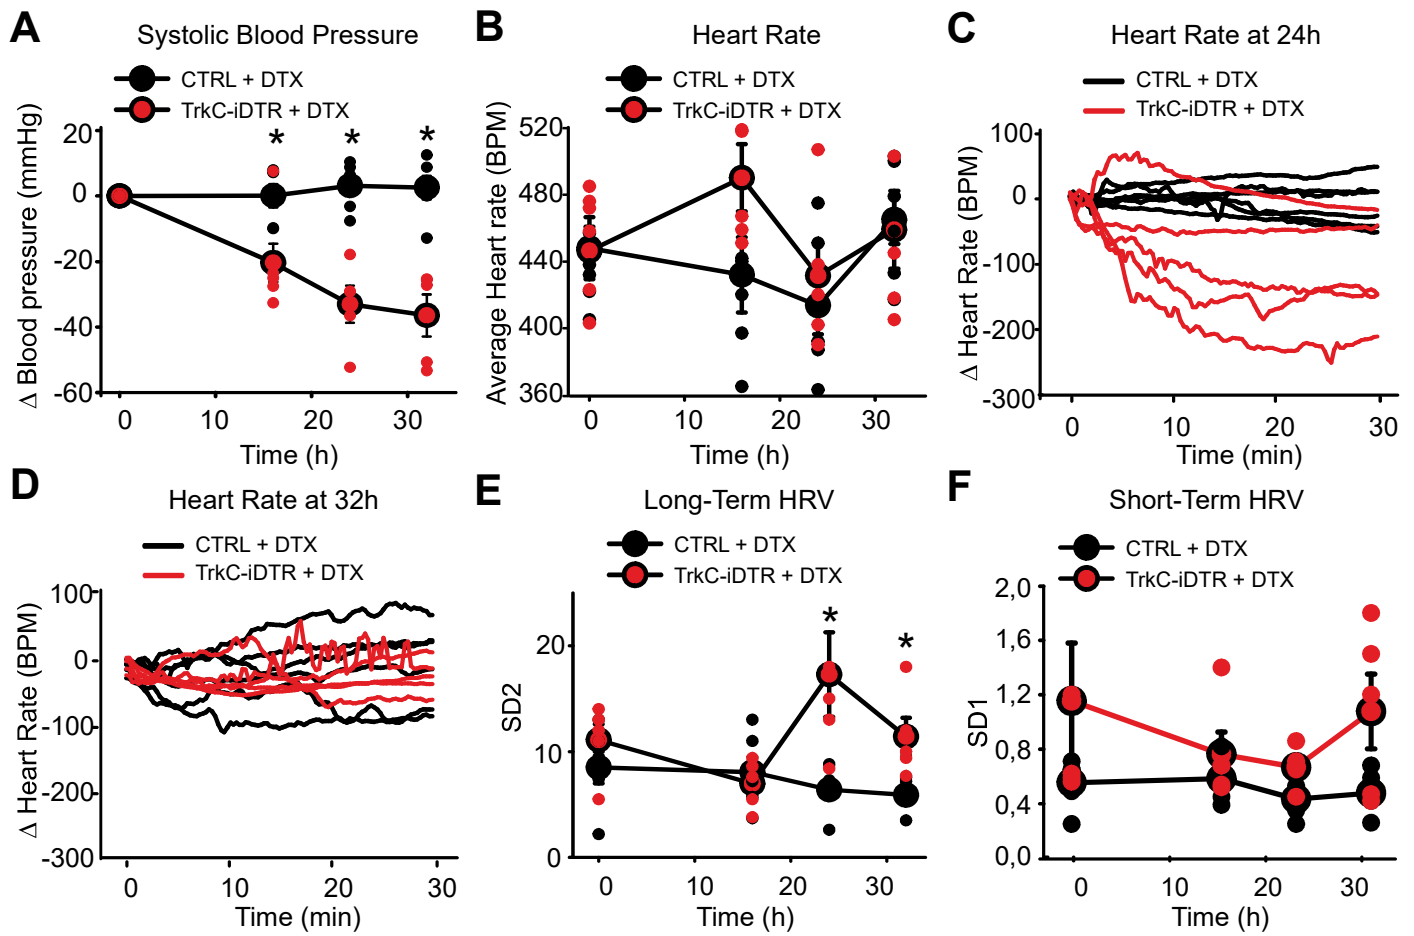 A
Systolic Blood Pressure
CTRL + DTX
TrkC-iDTR + DTX
Δ Blood pressure (mmHg)
20
0
-20
-40
-60
* * *
0 10 20 30
Time (h)
B
Heart Rate
CTRL + DTX
TrkC-iDTR + DTX
Average Heart rate (BPM)
520
480
440
400
360
0 10 20 30
Time (h)
C
Heart Rate at 24h
CTRL + DTX
TrkC-iDTR + DTX
Δ Heart Rate (BPM)
100
0
-100
-200
-300
0 10 20 30
Time (min)
D
Heart Rate at 32h
CTRL + DTX
TrkC-iDTR + DTX
Δ Heart Rate (BPM)
100
0
-100
-200
-300
0 10 20 30
Time (min)
E
Long-Term HRV
CTRL + DTX
TrkC-iDTR + DTX
SD2
20
10
0
* *
0 10 20 30
Time (h)
F
Short-Term HRV
CTRL + DTX
TrkC-iDTR + DTX
SD1
2,0
1,6
1,2
0,8
0,4
0,0
0 10 20 30
Time (h)